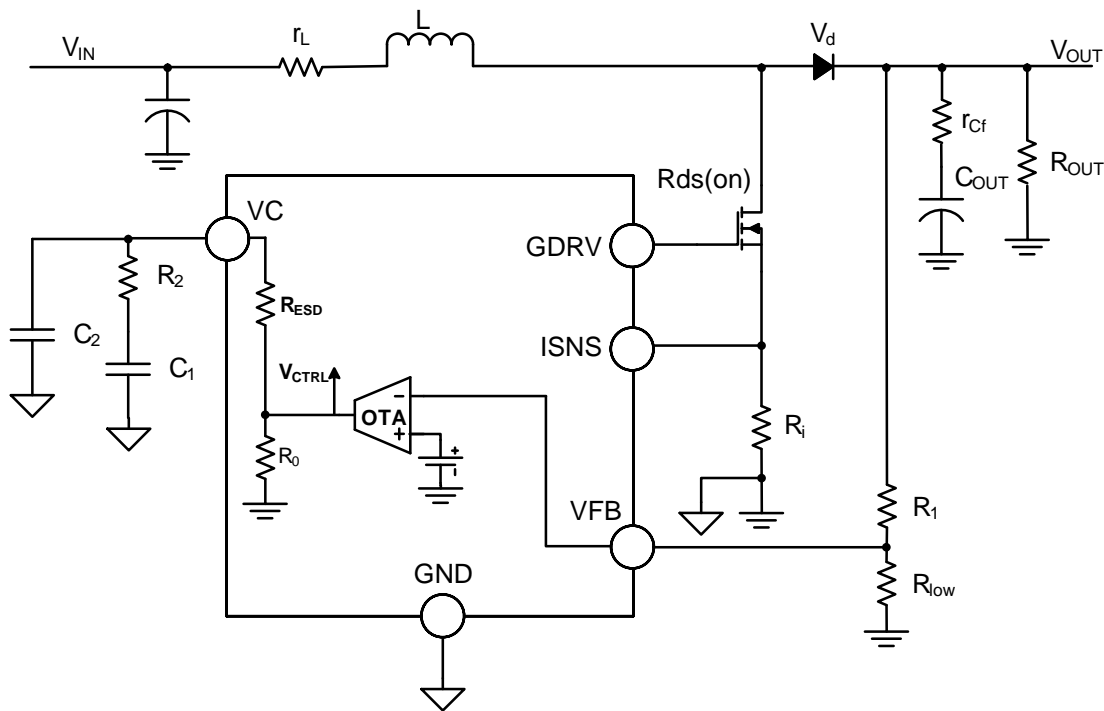 L
rL
Vd
VIN
VOUT
rCf
Rds(on)
COUT
ROUT
VC
GDRV
R2
RESD
C2
ISNS
C1
VCTRL
-
OTA
+
+
-
Ri
R0
VFB
R1
GND
Rlow